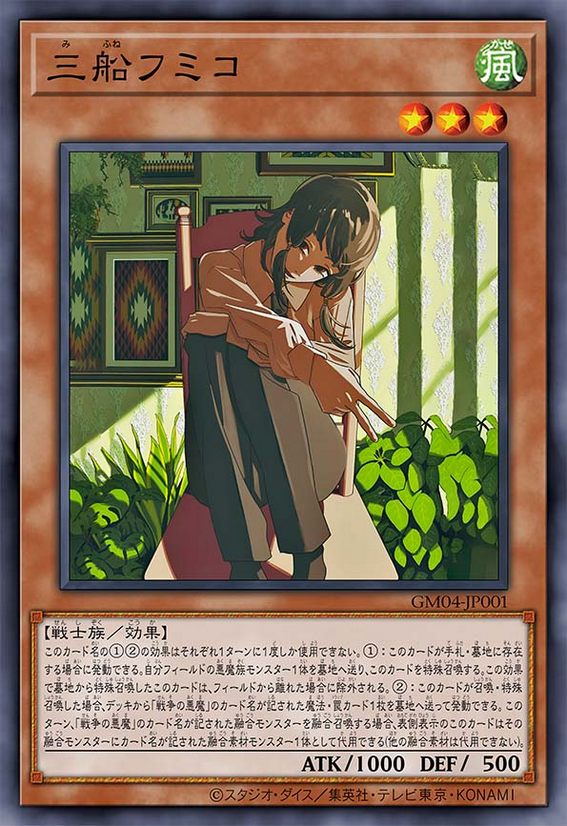 三船フミコ
風
GM04-JP001
【戦士族／効果】
このカード名の①②の効果はそれぞれ1ターンに1度しか使用できない。①：このカードが手札・墓地に存在
する場合に発動できる。自分フィールドの悪魔族モンスター1体を墓地へ送り、このカードを特殊召喚する。この効果
で墓地から特殊召喚したこのカードは、フィールドから離れた場合に除外される。②：このカードが召喚・特殊
召喚した場合、デッキから「戦争の悪魔」のカード名が記された魔法・罠カード1枚を墓地へ送って発動できる。この
ターン、「戦争の悪魔」のカード名が記された融合モンスターを融合召喚する場合、表側表示のこのカードはその
融合モンスターにカード名が記された融合素材モンスター1体として代用できる(他の融合素材は代用できない)。
ATK/1000 DEF/ 500
©スタジオ・ダイス／集英社・テレビ東京・KONAMI